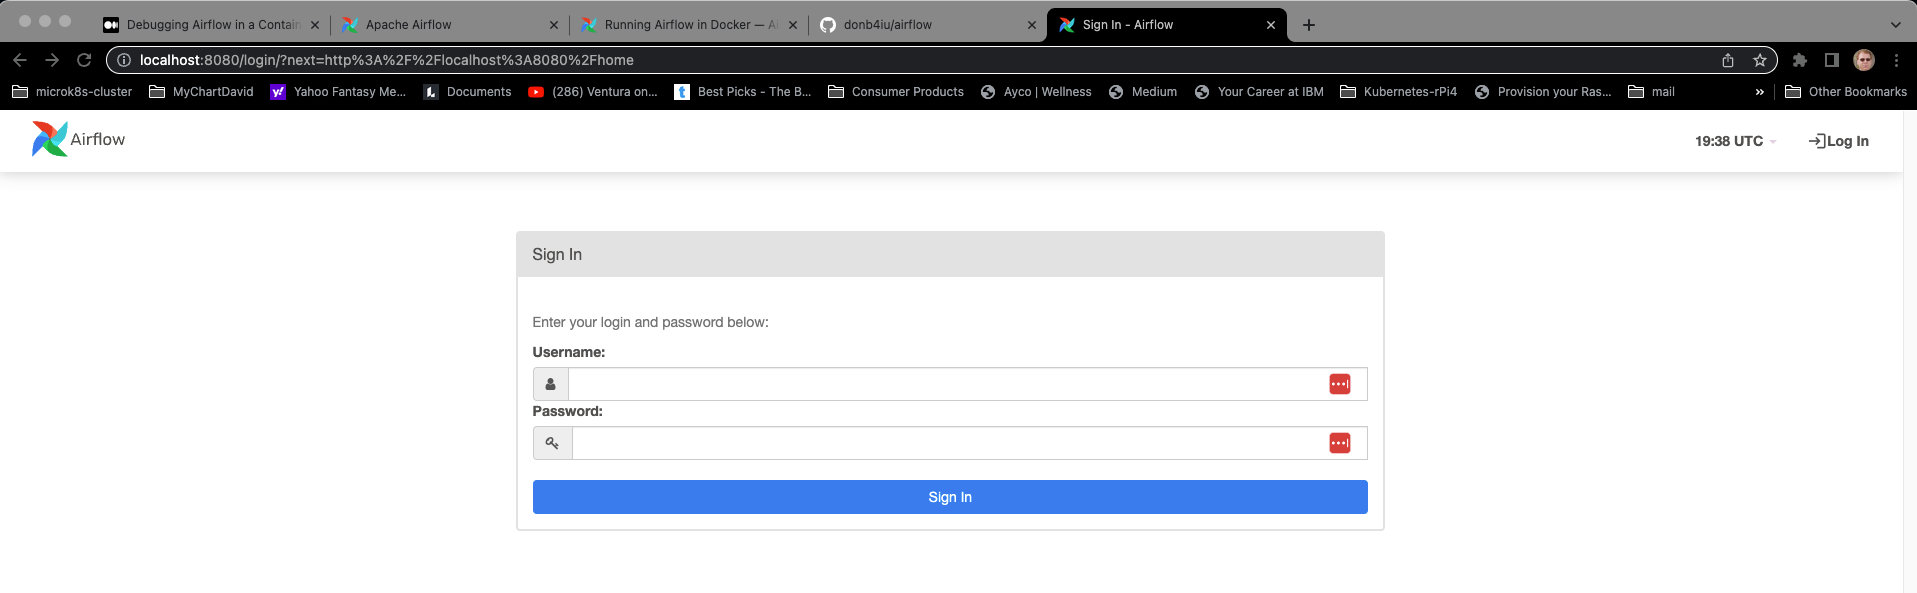 Debugging Airflow in a Contain
Apache Airflow
Running Airflow in Docker — Ai
donb4iu/airflow
Sign In - Airflow
localhost:8080/login/?next=http%3A%2F%2Flocalhost%3A8080%2Fhome
microk8s-cluster
MyChartDavid
Yahoo Fantasy Me...
Documents
(286) Ventura on...
Best Picks - The B...
Consumer Products
Ayco | Wellness
Medium
Your Career at IBM
Kubernetes-rPi4
Provision your Ras...
mail
»
Other Bookmarks
Airflow
19:38 UTC
Log In
Sign In
Enter your login and password below:
Username:
Password:
Sign In